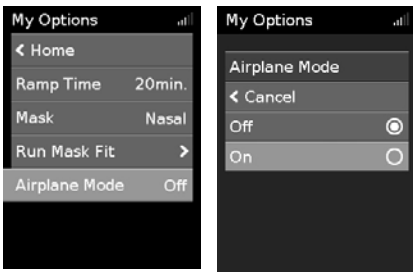 My Options
< Home
Ramp Time 20min.
Mask Nasal
Run Mask Fit >
Airplane Mode Off
My Options
Airplane Mode
< Cancel
Off
On